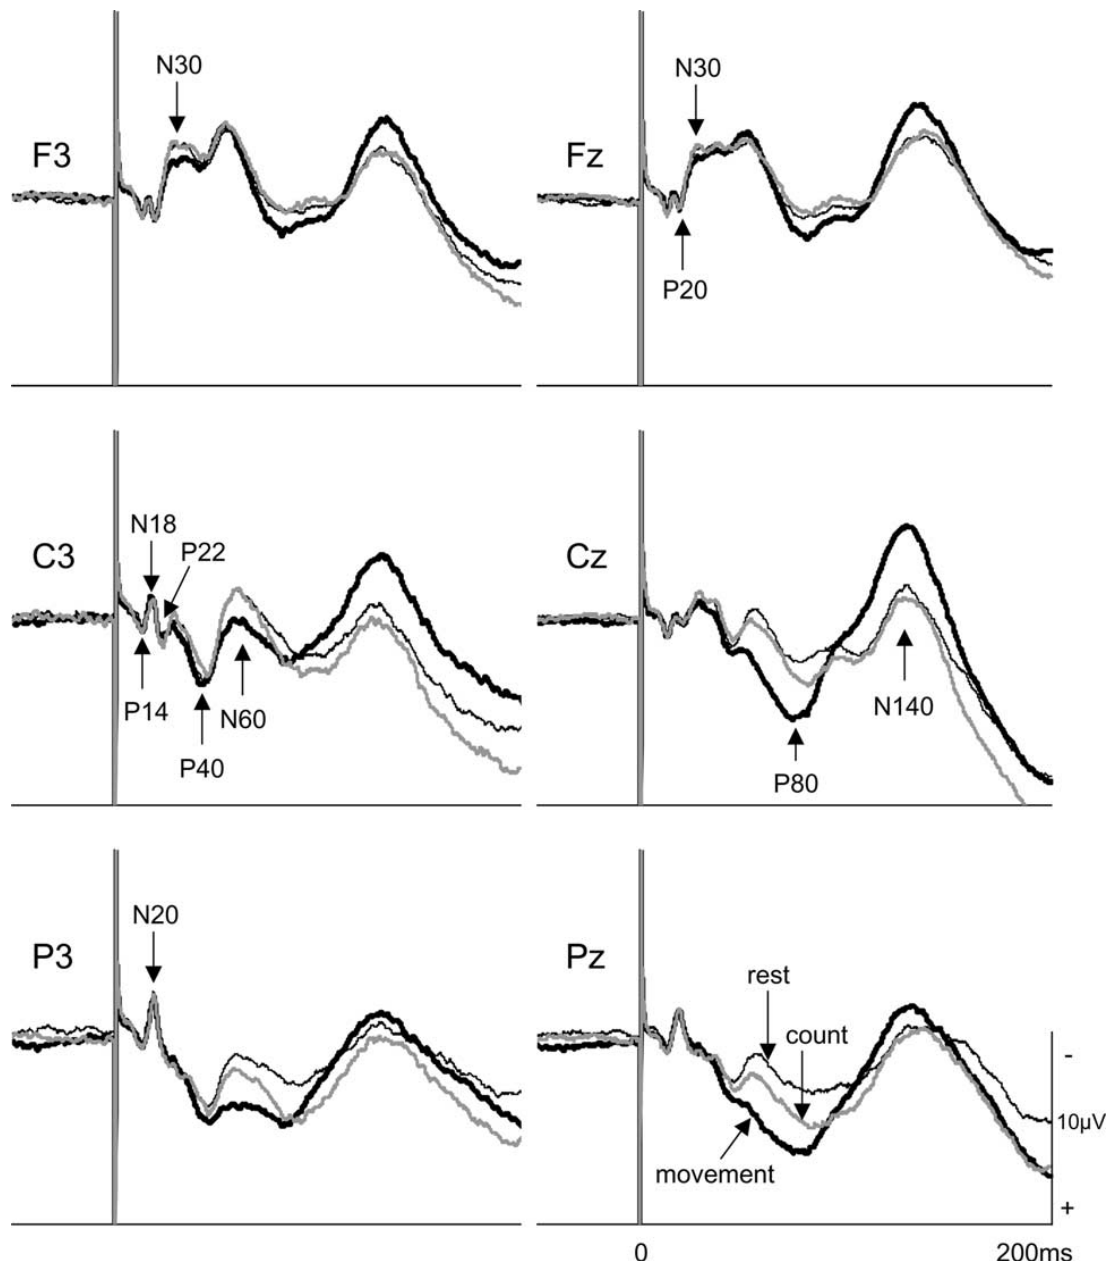 N30
F3
N30
Fz
P20
N18
P22
C3
P14
N60
P40
Cz
N140
P80
N20
P3
Pz
rest
count
-
10µV
movement
+
0
200ms